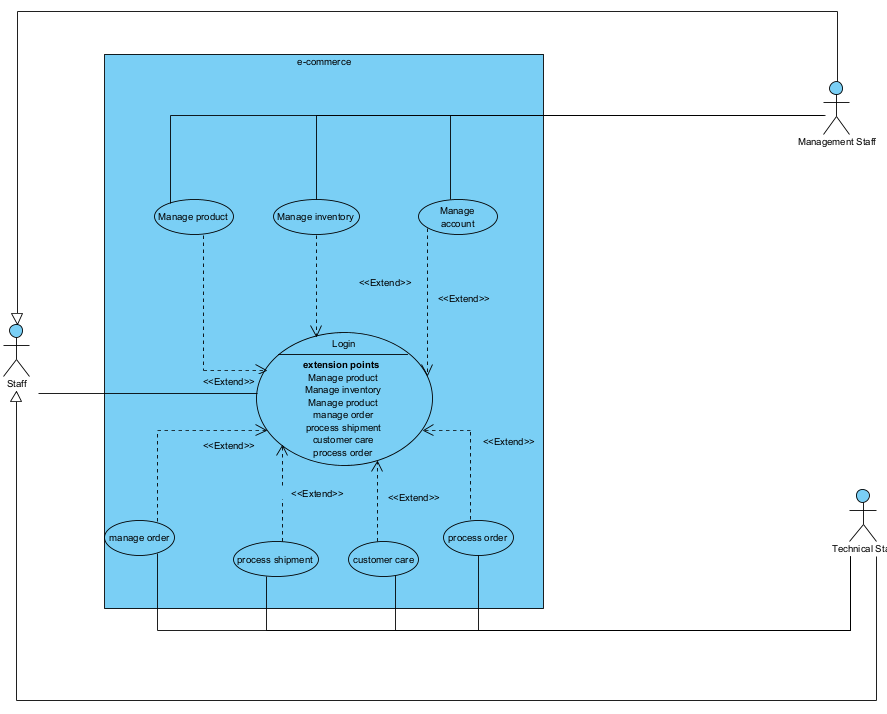 e-commerce
Management Staff
Manage product
Manage inventory
Manage
account
<<Extend>>
<<Extend>>
Login
extension points
Manage product
Manage inventory
Manage product
manage order
process shipment
customer care
process order
<<Extend>>
Staff
<<Extend>>
<<Extend>>
<<Extend>>
<<Extend>>
manage order
process shipment
customer care
process order
Technical Sta